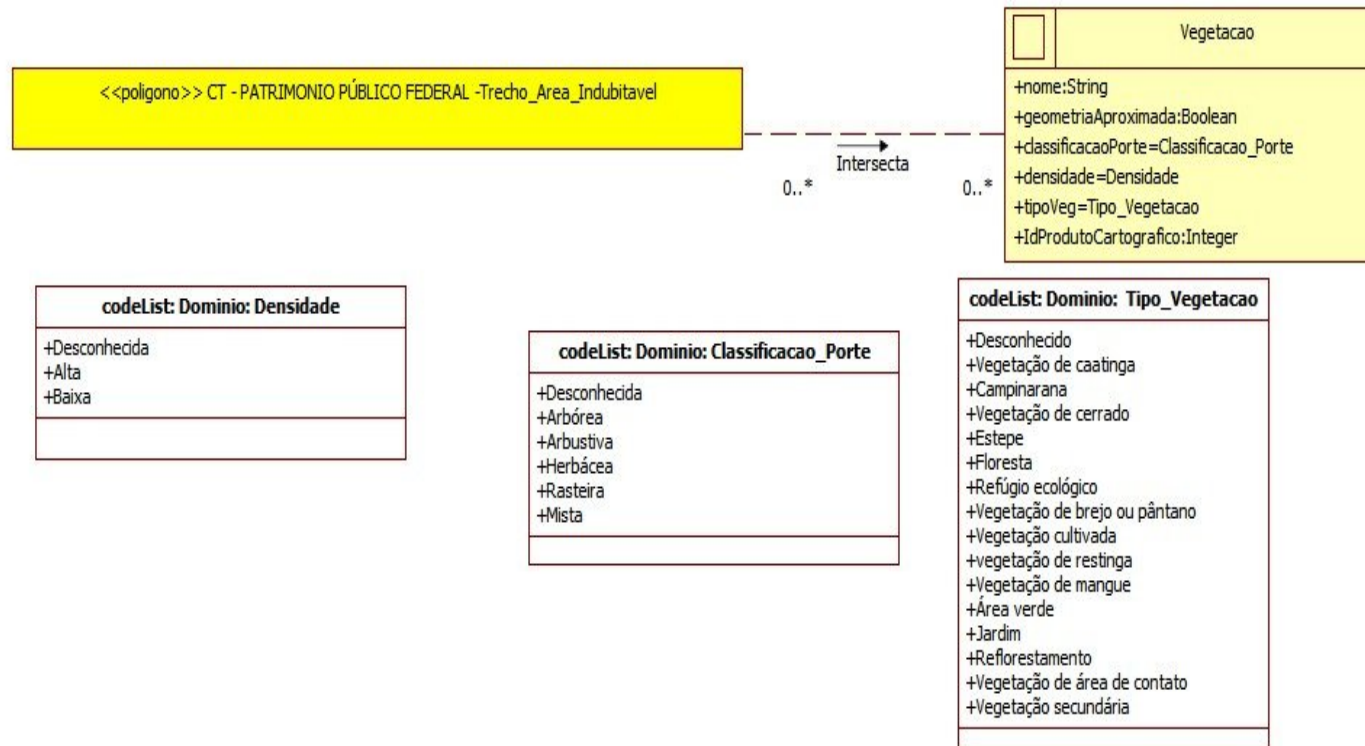 <<poligono>> CT - PATRIMONIO PÚBLICO FEDERAL -Trecho_Area_Indubitavel
Intersecta
0..*
0..*
Vegetacao
+nome:String
+geometriaAproximada:Boolean
+classificacaoPorte=Classificacao_Porte
+densidade=Densidade
+tipoVeg=Tipo_Vegetacao
+IdProdutoCartografico:Integer
codeList: Dominio: Densidade
+Desconhecida
+Alta
+Baixa
codeList: Dominio: Classificacao_Porte
+Desconhecida
+Arbórea
+Arbustiva
+Herbácea
+Rasteira
+Mista
codeList: Dominio: Tipo_Vegetacao
+Desconhecido
+Vegetação de caatinga
+Campinarana
+Vegetação de cerrado
+Estepe
+Floresta
+Refúgio ecológico
+Vegetação de brejo ou pântano
+Vegetação cultivada
+vegetação de restinga
+Vegetação de mangue
+Área verde
+Jardim
+Reflorestamento
+Vegetação de área de contato
+Vegetação secundária